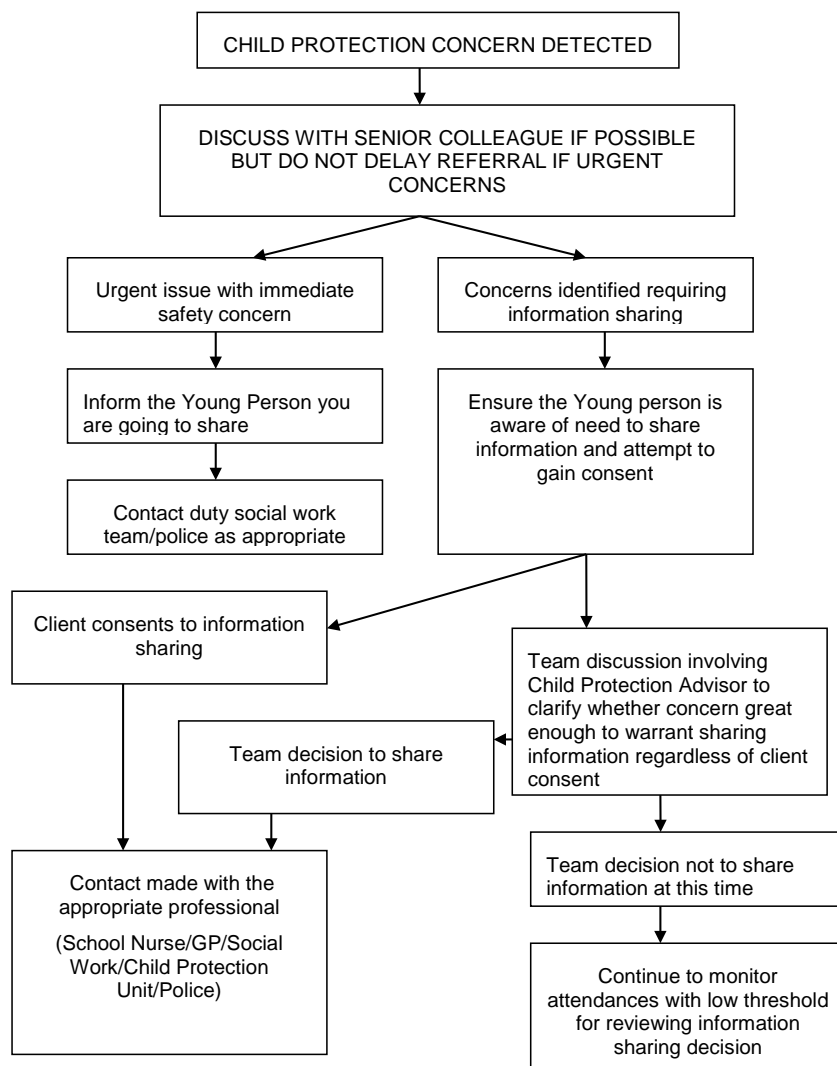 CHILD PROTECTION CONCERN DETECTED
DISCUSS WITH SENIOR COLLEAGUE IF POSSIBLE
BUT DO NOT DELAY REFERRAL IF URGENT
CONCERNS
Urgent issue with immediate
safety concern
Concerns identified requiring
information sharing
Inform the Young Person you
are going to share
Ensure the Young person is
aware of need to share
information and attempt to
gain consent
Contact duty social work
team/police as appropriate
Client consents to information
sharing
Team discussion involving
Child Protection Advisor to
clarify whether concern great
enough to warrant sharing
information regardless of client
consent
Team decision to share
information
Contact made with the
appropriate professional
(School Nurse/GP/Social
Work/Child Protection
Unit/Police)
Team decision not to share
information at this time
Continue to monitor
attendances with low threshold
for reviewing information
sharing decision